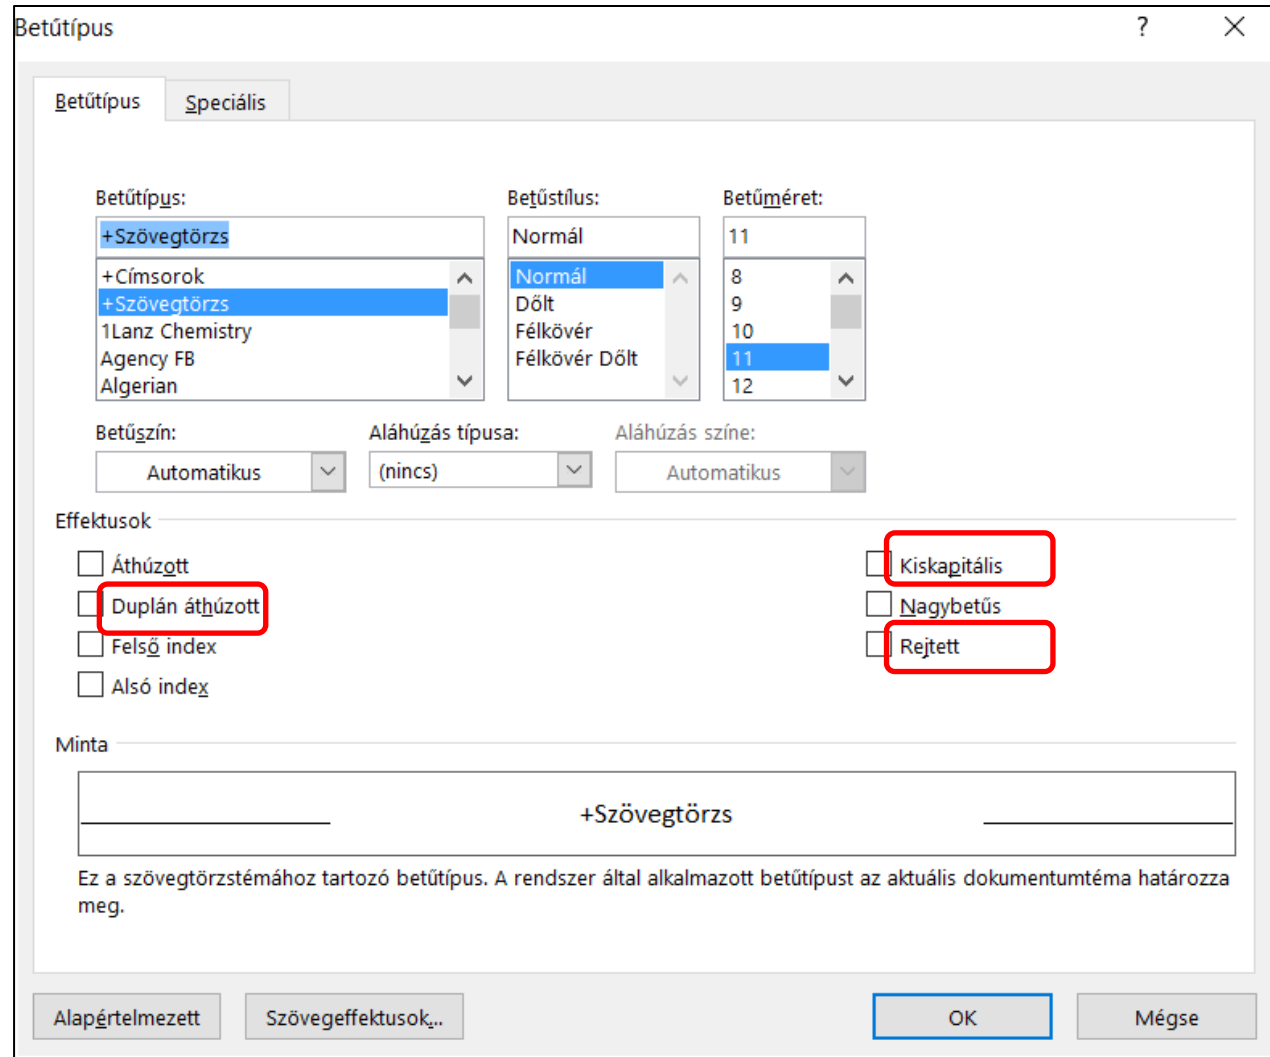 Betűtípus ?
Betűtípus Speciális
Betűtípus: Betűstílus: Betűméret:
+Szövegtörzs Normál 11
+Címsorok Normál 8
+Szövegtörzs Dőlt 9
1Lanz Chemistry Félkövér 10
Agency FB Félkövér Dőlt 11
Algerian 12
Betűszín: Aláhúzás típusa: Aláhúzás színe:
Automatikus (nincs) Automatikus
Effektusok
Áthúzott Kiskapitális
Duplán áthúzott Nagybetűs
Felső index Rejtett
Alsó index
Minta
+Szövegtörzs
Ez a szövegtörzstémához tartozó betűtípus. A rendszer által alkalmazott betűtípust az aktuális dokumentumtéma határozza
meg.
Alapértelmezett Szövegeffektusok... OK Mégse